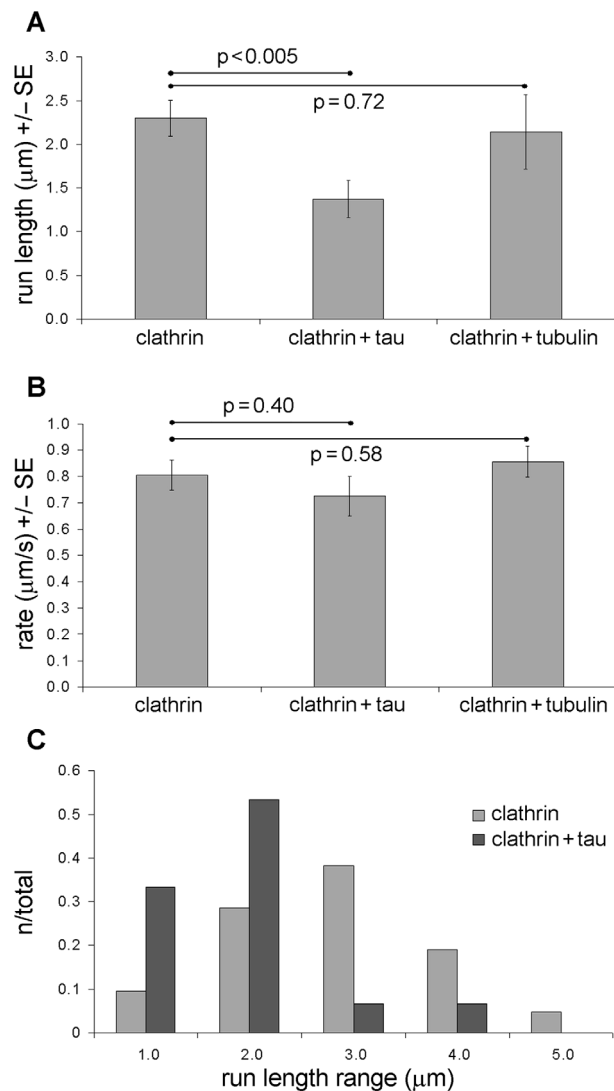 A
run length (μm) +/− SE
3.0
2.5
2.0
1.5
1.0
0.5
0.0
p<0.005
p=0.72
clathrin
clathrin+tau
clathrin+tubulin
B
rate (μm/s) +/− SE
1.0
0.9
0.8
0.7
0.6
0.5
0.4
0.3
0.2
0.1
0.0
p=0.40
p=0.58
clathrin
clathrin+tau
clathrin+tubulin
C
n/total
0.6
0.5
0.4
0.3
0.2
0.1
0
clathrin
clathrin+tau
1.0 2.0 3.0 4.0 5.0
run length range (μm)